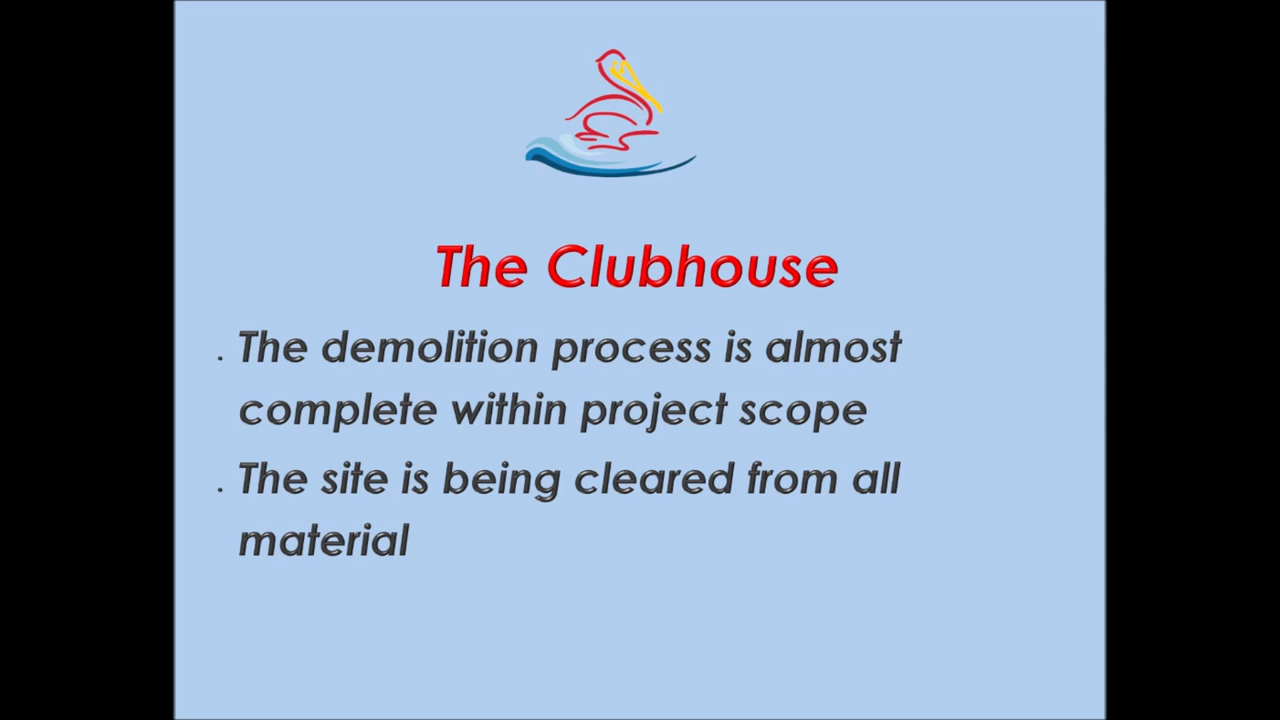 The Clubhouse
. The demolition process is almost
complete within project scope
. The site is being cleared from all
material